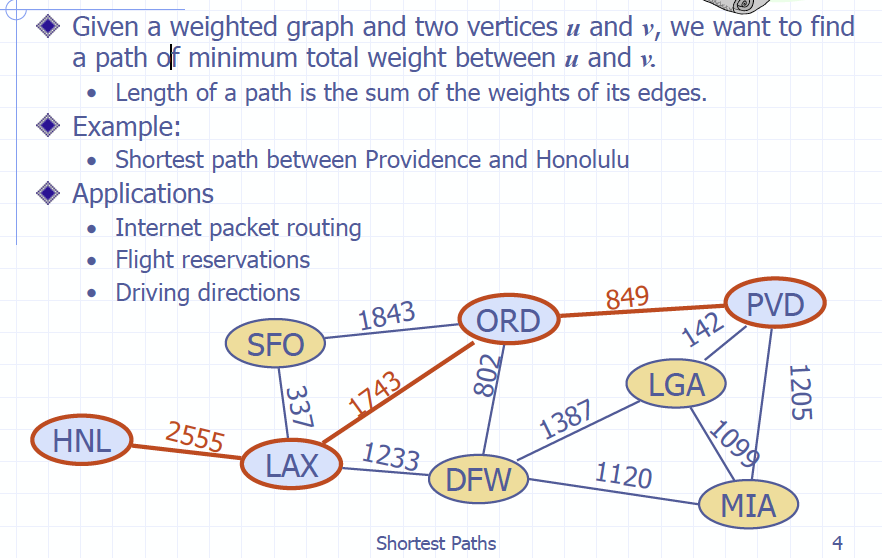 Given a weighted graph and two vertices u and v, we want to find
a path of minimum total weight between u and v.
Length of a path is the sum of the weights of its edges.
Example:
Shortest path between Providence and Honolulu
Applications
Internet packet routing
Flight reservations
Driving directions
SFO
1843
ORD
849
PVD
142
1205
LGA
802
1743
337
HNL
2555
LAX
1233
DFW
1387
1099
1120
MIA
Shortest Paths
4